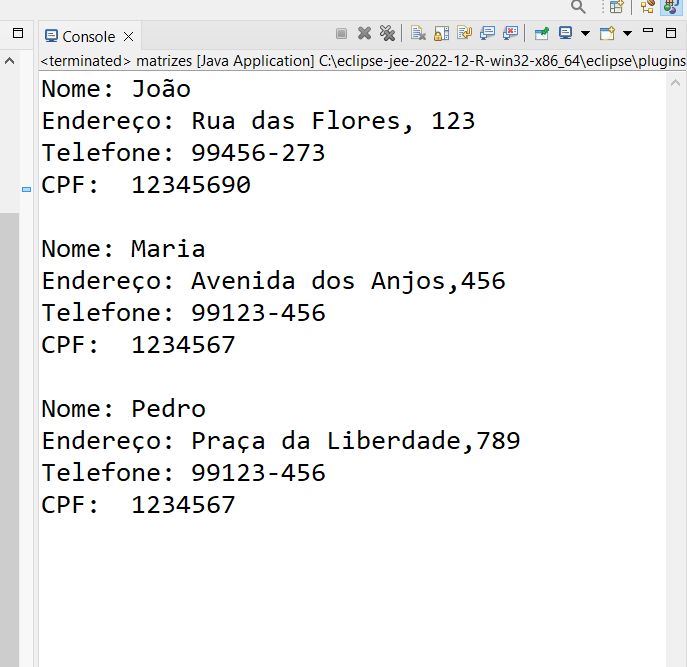 Console
<terminated> matrizes [Java Application] C:\eclipse-jee-2022-12-R-win32-x86_64\eclipse\plugins
Nome: João
Endereço: Rua das Flores, 123
Telefone: 99456-273
CPF:  12345690

Nome: Maria
Endereço: Avenida dos Anjos,456
Telefone: 99123-456
CPF:  1234567

Nome: Pedro
Endereço: Praça da Liberdade,789
Telefone: 99123-456
CPF:  1234567